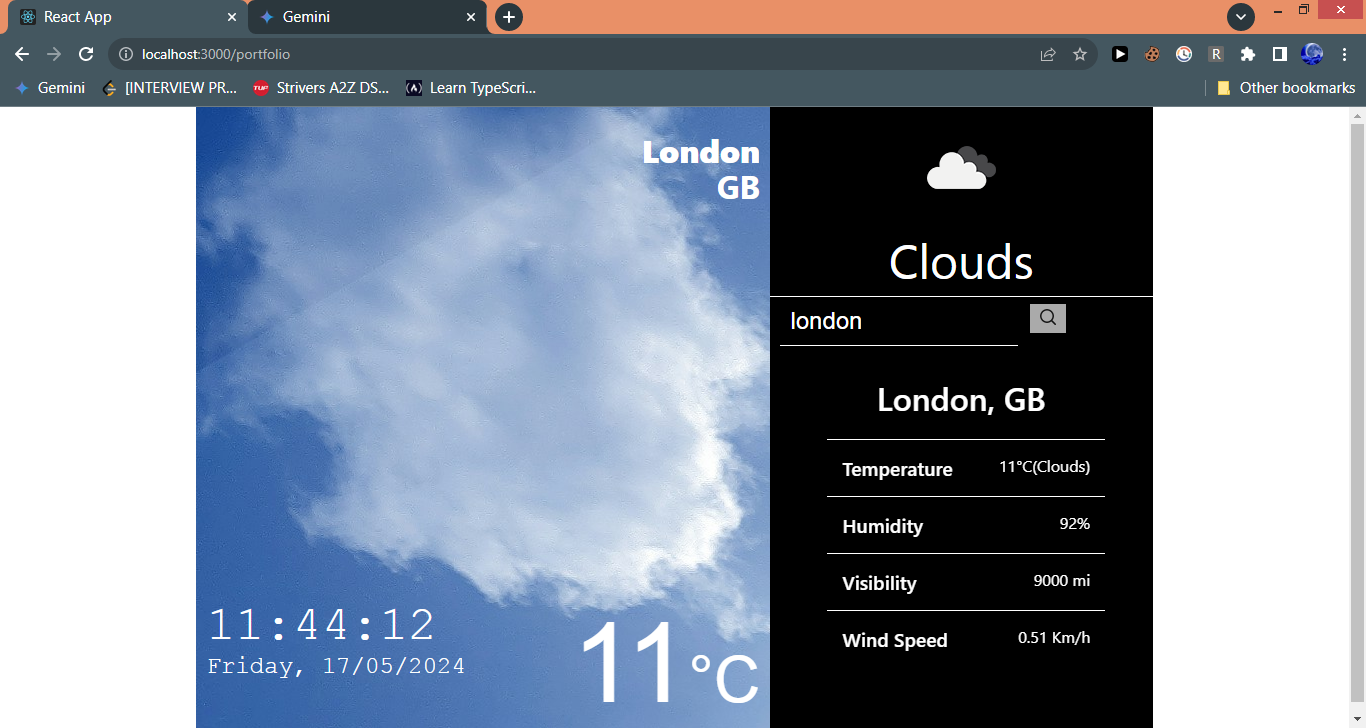 React App
Gemini
localhost:3000/portfolio
R
Gemini
[INTERVIEW PR...
TUF Strivers A2Z DS...
Learn TypeScri...
Other bookmarks
London
GB
11:44:12
Friday, 17/05/2024
11°C
Clouds
london
London, GB
Temperature 11°C(Clouds)
Humidity 92%
Visibility 9000 mi
Wind Speed 0.51 Km/h